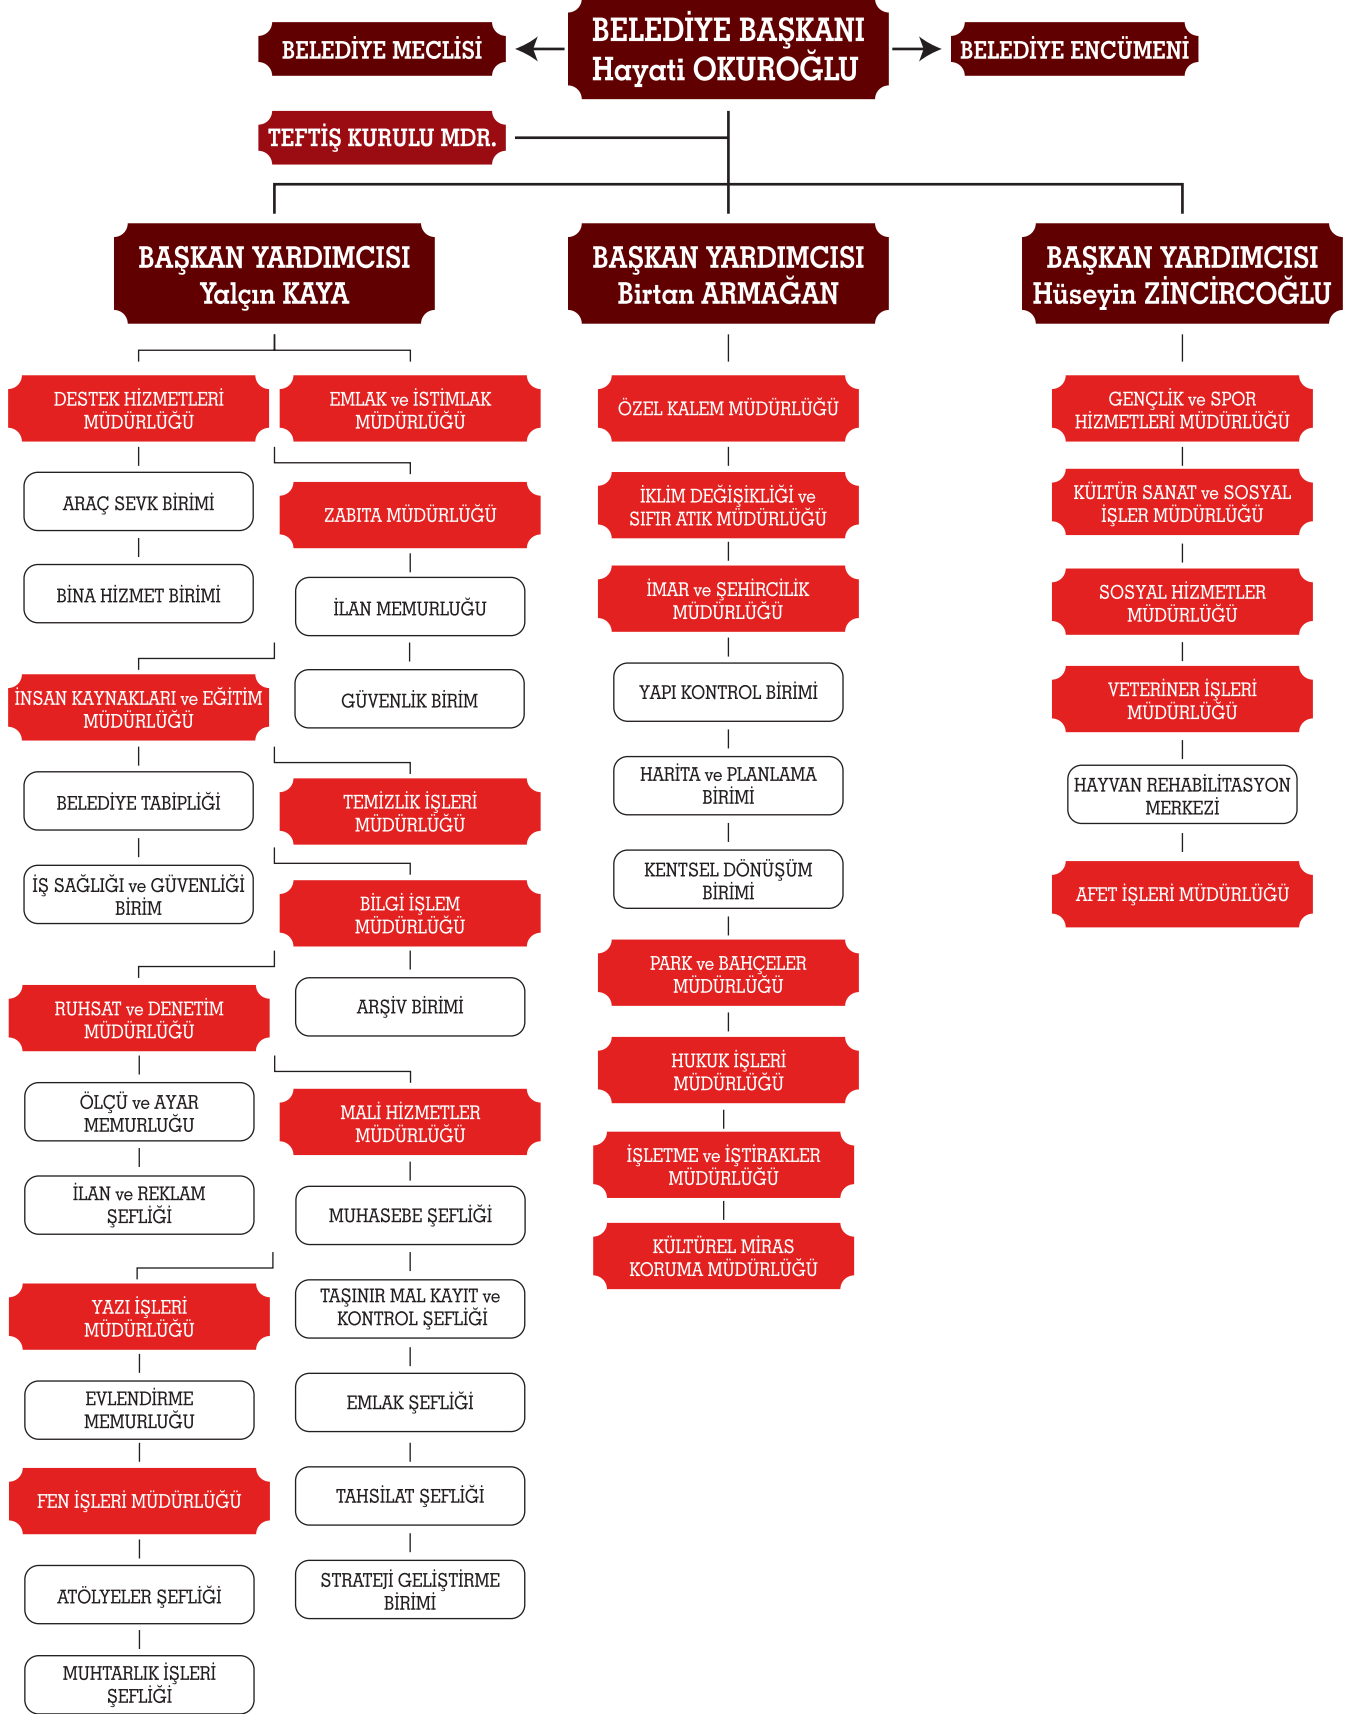 BELEDİYE BAŞKANI
Hayati OKUROĞLU
BELEDİYE MECLİSİ
BELEDİYE ENCÜMENİ
TEFTİŞ KURULU MDR.
BAŞKAN YARDIMCISI
Yalçın KAYA
DESTEK HİZMETLERİ
MÜDÜRLÜĞÜ
ARAÇ SEVK BİRİMİ
BİNA HİZMET BİRİMİ
İNSAN KAYNAKLARI ve EĞİTİM
MÜDÜRLÜĞÜ
BELEDİYE TABİPLİĞİ
İŞ SAĞLIĞI ve GÜVENLİĞİ
BİRİM
RUHSAT ve DENETİM
MÜDÜRLÜĞÜ
ÖLÇÜ ve AYAR
MEMURLUĞU
İLAN ve REKLAM
ŞEFLİĞİ
YAZI İŞLERİ
MÜDÜRLÜĞÜ
EVLENDİRME
MEMURLUĞU
FEN İŞLERİ MÜDÜRLÜĞÜ
ATÖLYELER ŞEFLİĞİ
MUHTARLIK İŞLERİ
ŞEFLİĞİ
EMLAK ve İSTİMLAK
MÜDÜRLÜĞÜ
ZABITA MÜDÜRLÜĞÜ
İLAN MEMURLUĞU
GÜVENLİK BİRİM
TEMİZLİK İŞLERİ
MÜDÜRLÜĞÜ
BİLGİ İŞLEM
MÜDÜRLÜĞÜ
ARŞİV BİRİMİ
MALİ HİZMETLER
MÜDÜRLÜĞÜ
MUHASEBE ŞEFLİĞİ
TAŞINIR MAL KAYIT ve
KONTROL ŞEFLİĞİ
EMLAK ŞEFLİĞİ
TAHSİLAT ŞEFLİĞİ
STRATEJİ GELİŞTİRME
BİRİMİ
BAŞKAN YARDIMCISI
Birtan ARMAĞAN
ÖZEL KALEM MÜDÜRLÜĞÜ
İKLİM DEĞİŞİKLİĞİ ve
SIFIR ATIK MÜDÜRLÜĞÜ
İMAR ve ŞEHİRCİLİK
MÜDÜRLÜĞÜ
YAPI KONTROL BİRİMİ
HARİTA ve PLANLAMA
BİRİMİ
KENTSEL DÖNÜŞÜM
BİRİMİ
PARK ve BAHÇELER
MÜDÜRLÜĞÜ
HUKUK İŞLERİ
MÜDÜRLÜĞÜ
İŞLETME ve İŞTİRAKLER
MÜDÜRLÜĞÜ
KÜLTÜREL MİRAS
KORUMA MÜDÜRLÜĞÜ
BAŞKAN YARDIMCISI
Hüseyin ZİNCİRCOĞLU
GENÇLİK ve SPOR
HİZMETLERİ MÜDÜRLÜĞÜ
KÜLTÜR SANAT ve SOSYAL
İŞLER MÜDÜRLÜĞÜ
SOSYAL HİZMETLER
MÜDÜRLÜĞÜ
VETERİNER İŞLERİ
MÜDÜRLÜĞÜ
HAYVAN REHABİLİTASYON
MERKEZİ
AFET İŞLERİ MÜDÜRLÜĞÜ